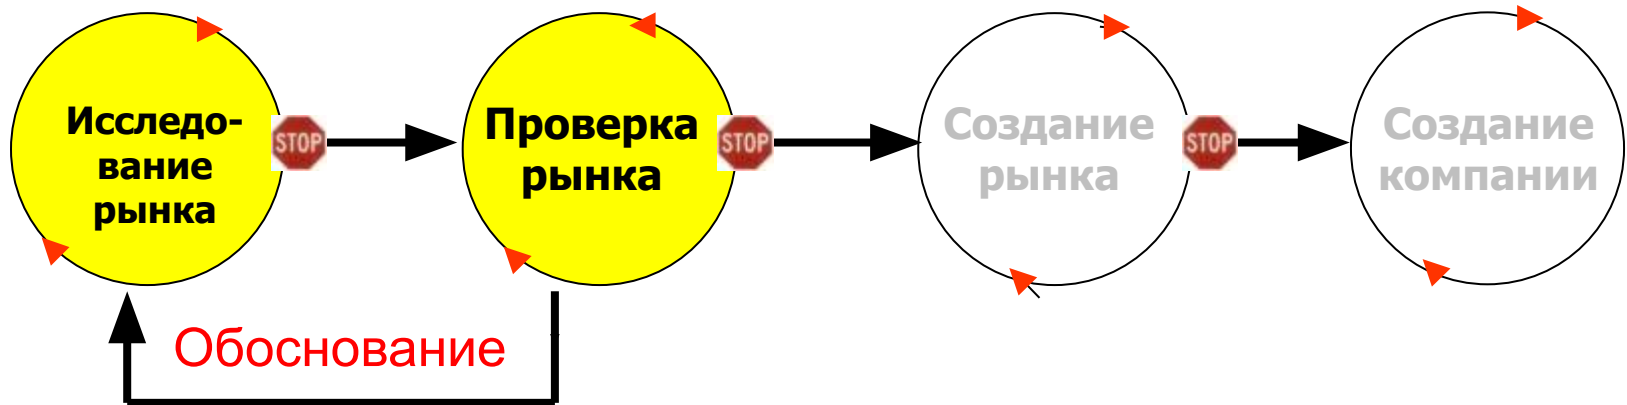 Исследо-
вание
рынка
STOP
Проверка
рынка
STOP
Создание
рынка
STOP
Создание
компании
Обоснование